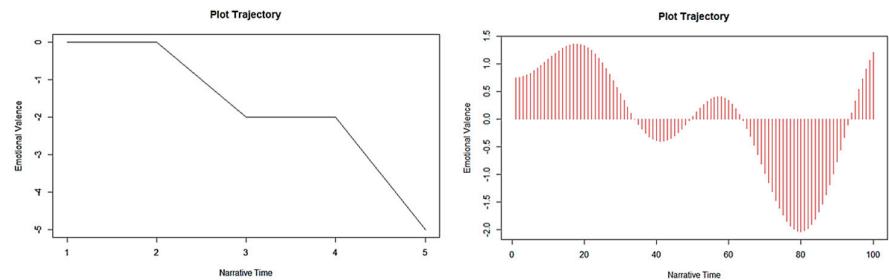 Plot Trajectory
Emotional Valence
0
-1
-2
-3
-4
-5
1 2 3 4 5
Narrative Time
Plot Trajectory
Emotional Valence
1.5
1.0
0.5
0.0
-0.5
-1.0
-1.5
-2.0
0 20 40 60 80 100
Narrative Time